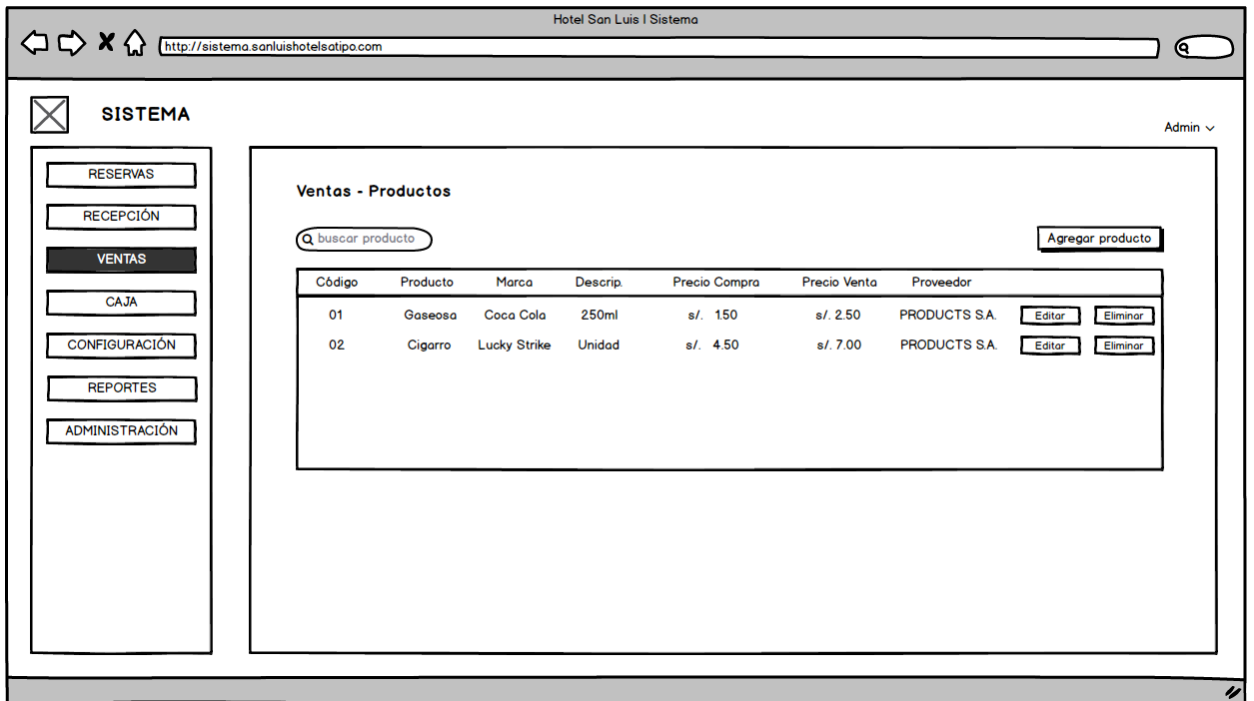 Hotel San Luis | Sistema
http://sistema.sanluishotelsatipo.com
SISTEMA
Admin
RESERVAS
RECEPCIÓN
VENTAS
CAJA
CONFIGURACIÓN
REPORTES
ADMINISTRACIÓN
Ventas - Productos
buscar producto
Agregar producto
Código Producto Marca Descrip. Precio Compra Precio Venta Proveedor
01 Gaseosa Coca Cola 250ml s/. 1.50 s/. 2.50 PRODUCTS S.A. Editar Eliminar
02 Cigarro Lucky Strike Unidad s/. 4.50 s/. 7.00 PRODUCTS S.A. Editar Eliminar